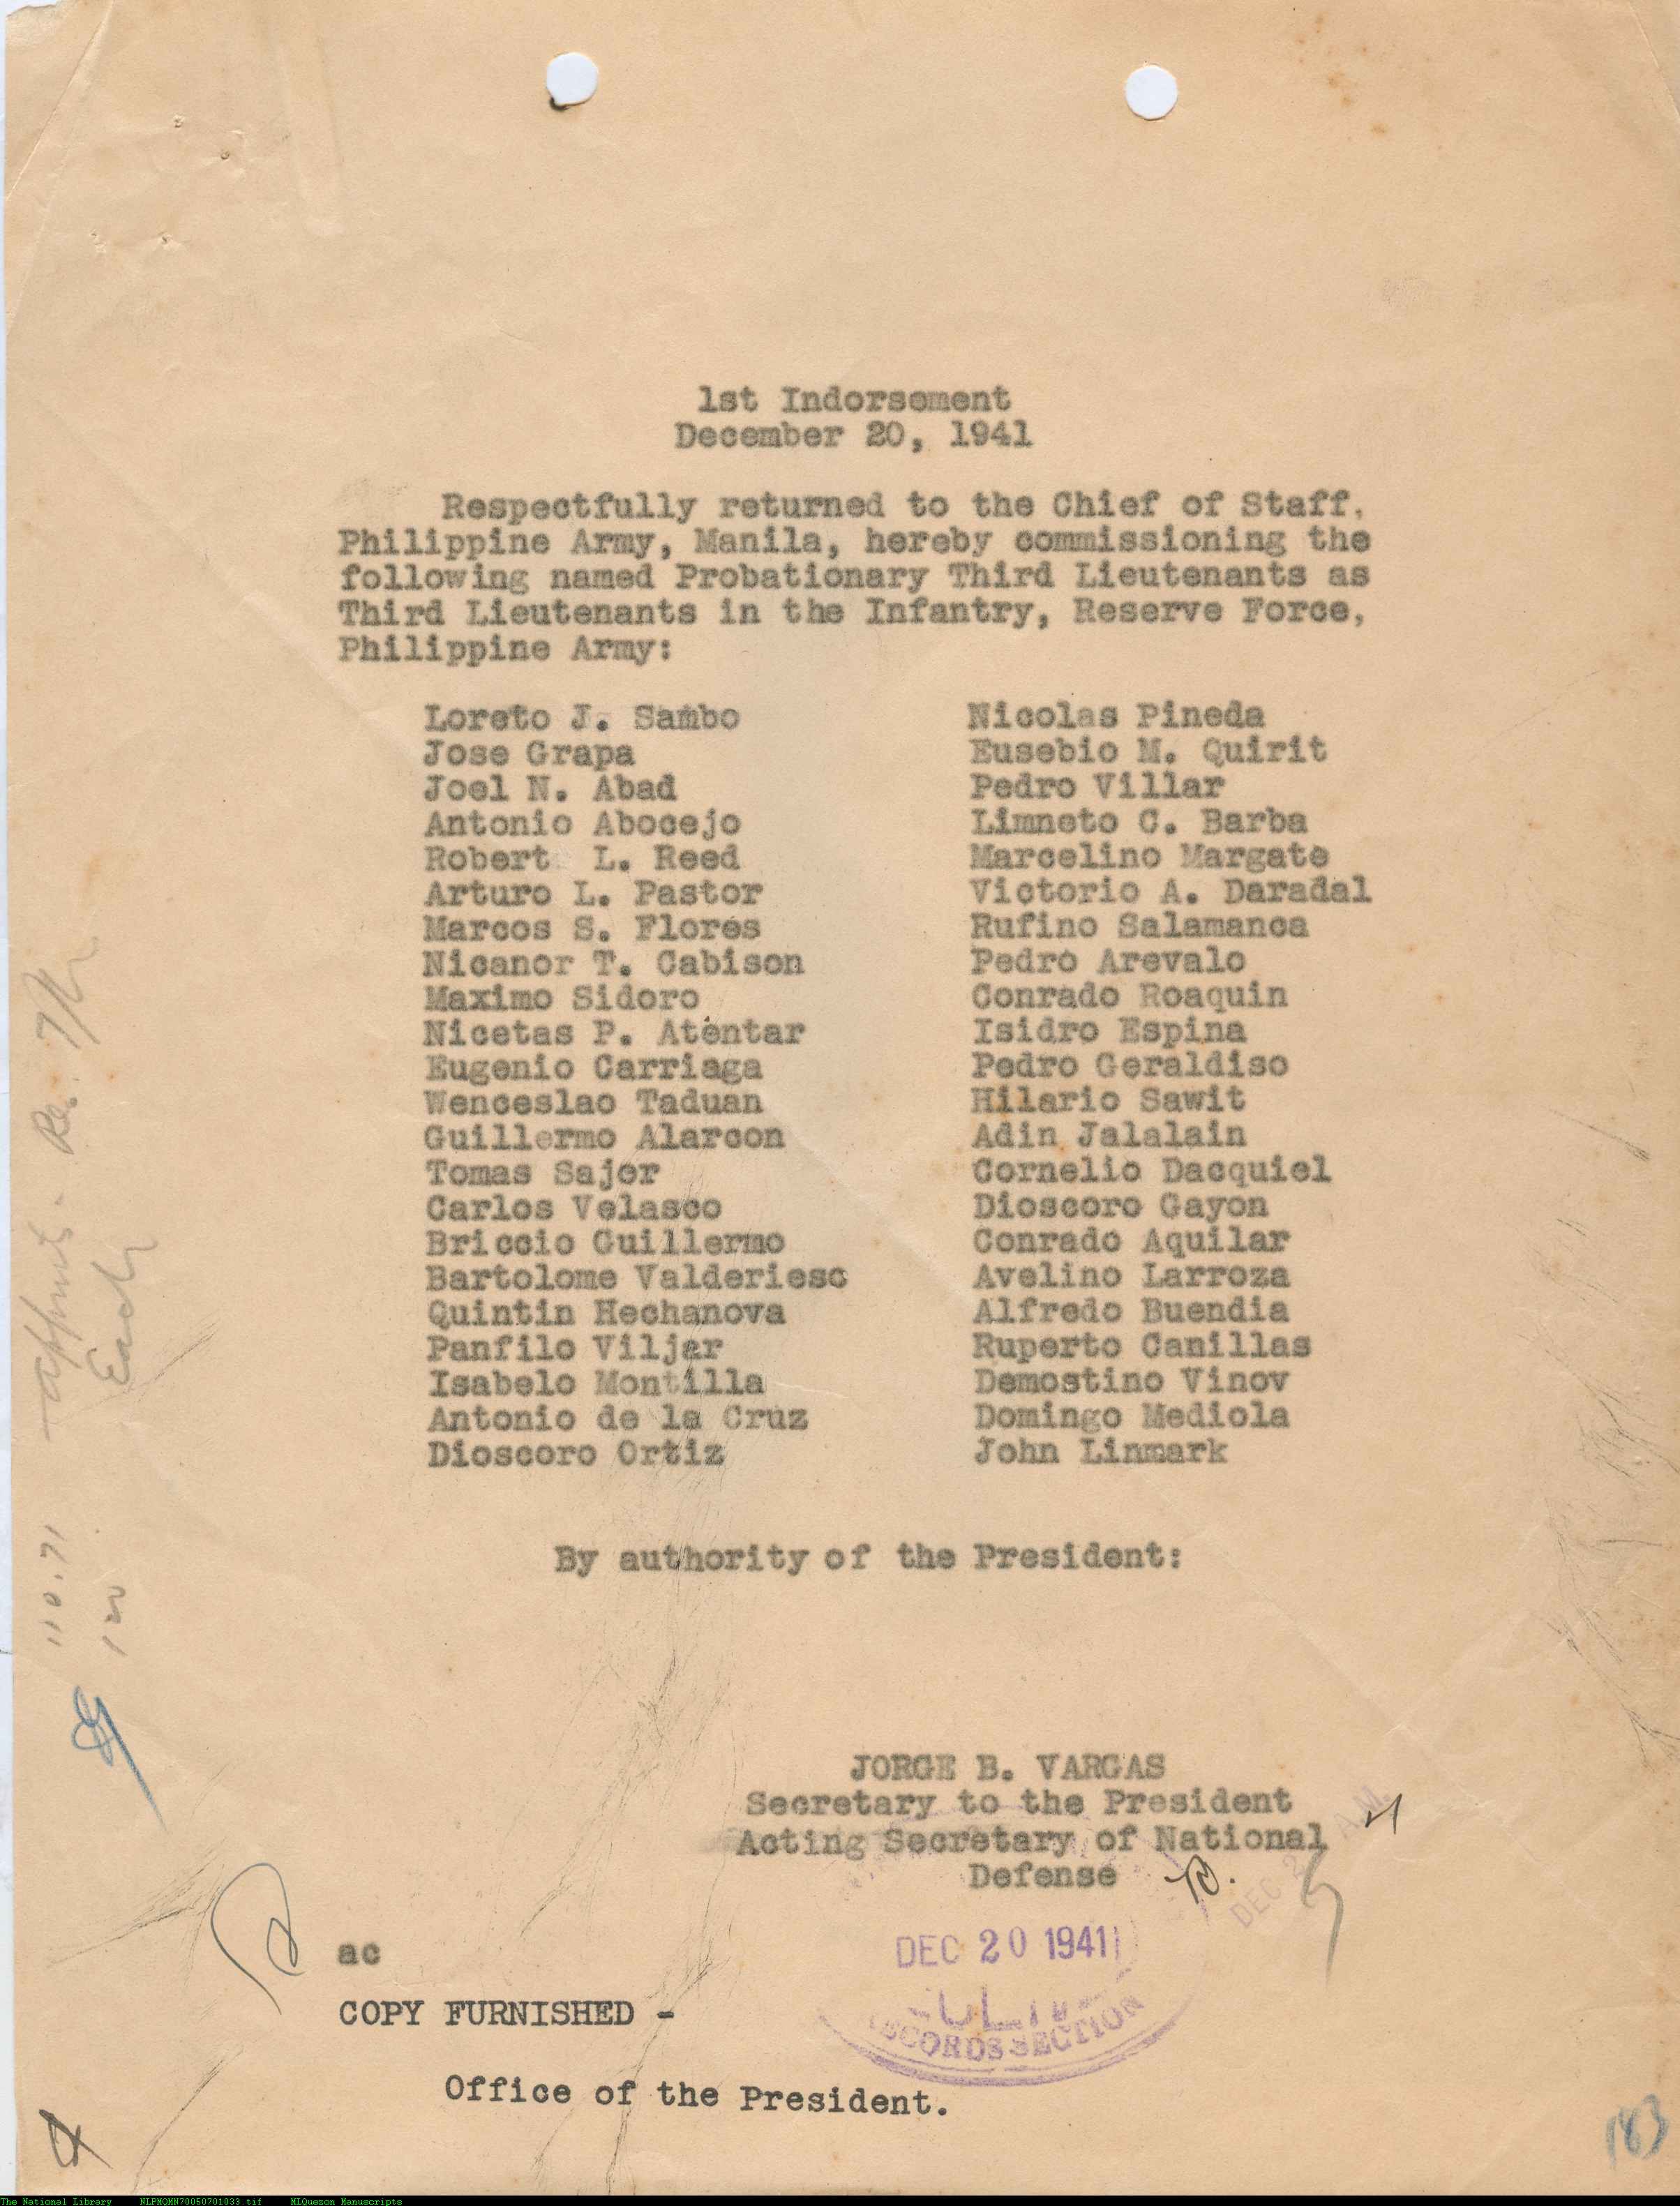 1st Indorsement
December 20, 1941
Respectfully returned to the Chief of Staff,
Philippine Army, Manila, hereby commissioning the
following named Probationary Third Lieutenants as
Third Lieutenants in the Infantry, Reserve Force,
Philippine Army:
Loreto J. Sambo
Jose Grapa
Joel N. Abad
Antonio Abocejo
Robert L. Reed
Arturo L. Pastor
Marcos S. Flores
Nicanor T. Cabison
Maximo Sidoro
Nicetas P. Atentar
Eugenio Carriaga
Wenceslao Taduan
Guillermo Alarcon
Tomas Sajer
Carlos Velasco
Briccio Guillermo
Bartolome Valderieso
Quintin Hechanova
Panfilo Viljar
Isabelo Montilla
Antonio de la Cruz
Dioscoro Ortiz
Nicolas Pineda
Eusebio M. Quirit
Pedro Villar
Limneto C. Barba
Marcelino Margate
Victorio A. Daradal
Rufino Salamanca
Pedro Arevalo
Conrado Roaquin
Isidro Espina
Pedro Geraldiso
Hilario Sawit
Adin Jalalain
Cornelio Dacquiel
Dioscoro Gayon
Conrado Aquilar
Avelino Larroza
Alfredo Buendia
Ruperto Canillas
Demostino Vinov
Domingo Mediola
John Linmark
By authority of the President:
JORGE B. VARGAS
Secretary to the President
Acting Secretary of National
Defense
DEC 20 1941
SECTION
ac
COPY FURNISHED -
Office of the President.
110.71
183
The National Library NLPMQMN70050701033.tif MLQuezon Manuscripts